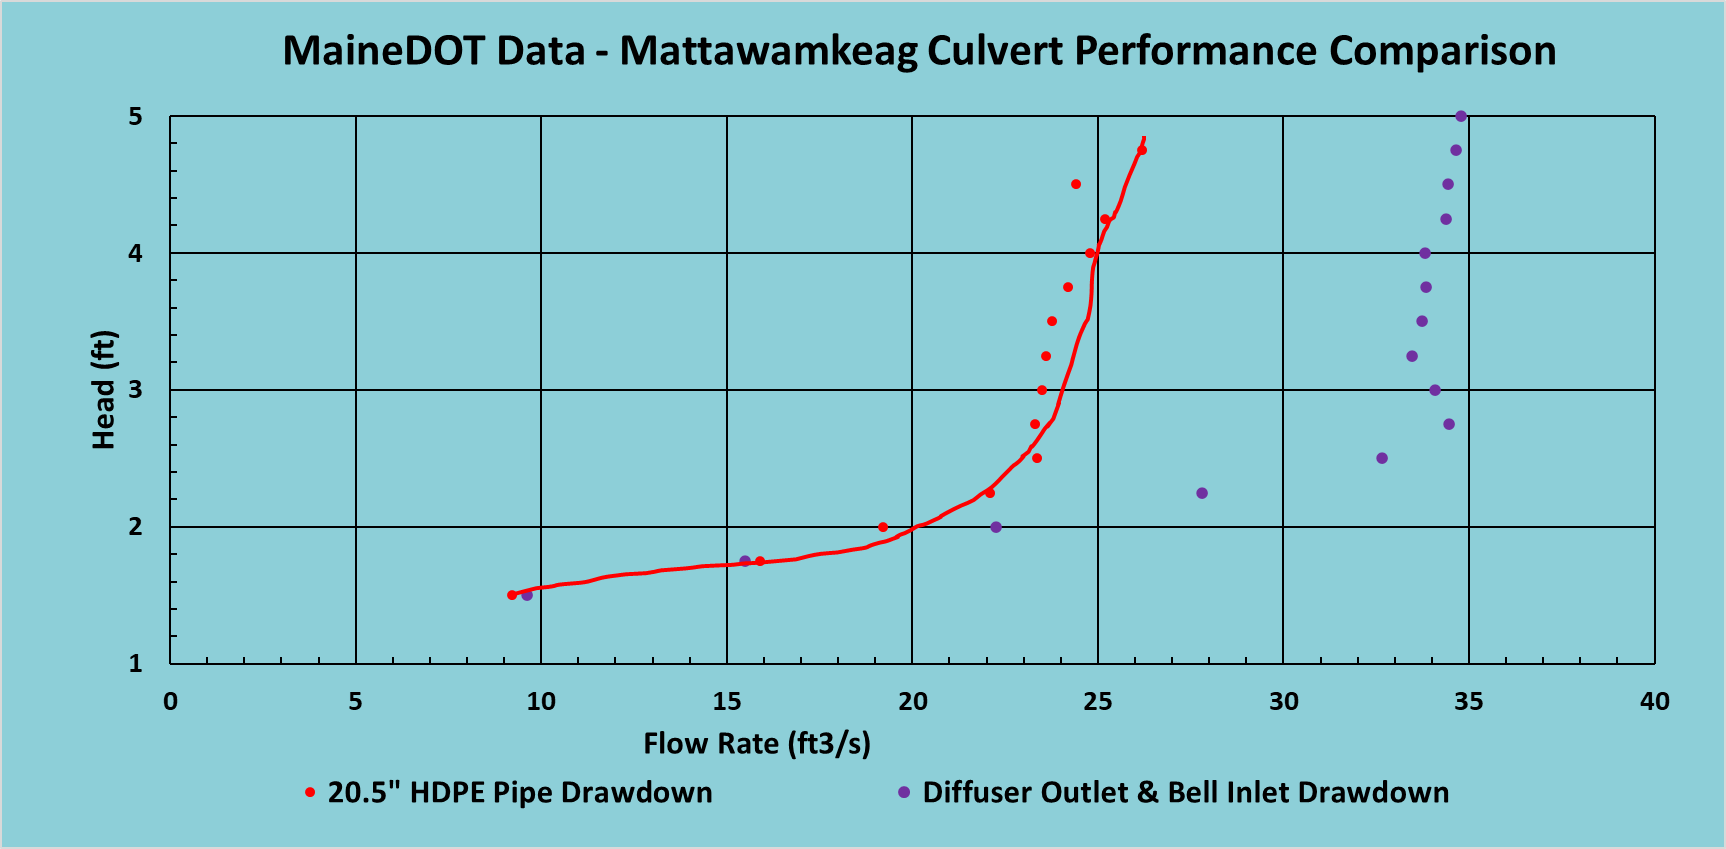 MaineDOT Data - Mattawamkeag Culvert Performance Comparison
5
4
3
2
1
Head (ft)
0 5 10 15 20 25 30 35 40
Flow Rate (ft3/s)
20.5" HDPE Pipe Drawdown Diffuser Outlet & Bell Inlet Drawdown